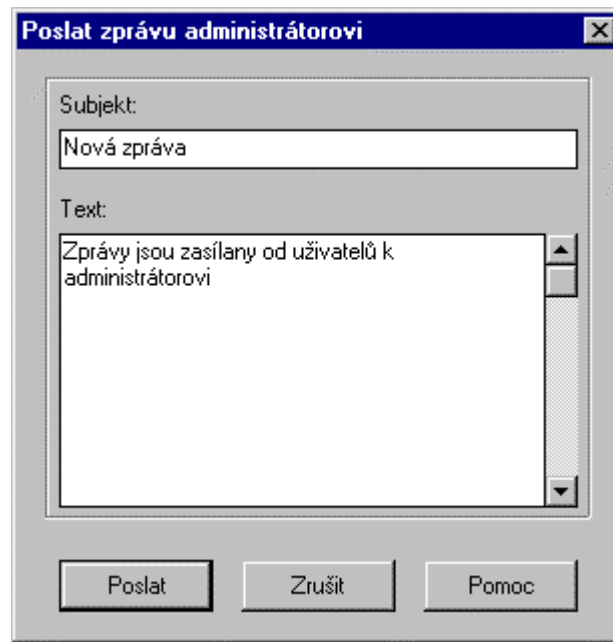 Poslat zprávu administrátorovi
Subjekt:
Nová zpráva
Text:
Zprávy jsou zasílany od uživatelů k
administrátorovi
Poslat
Zrušit
Pomoc